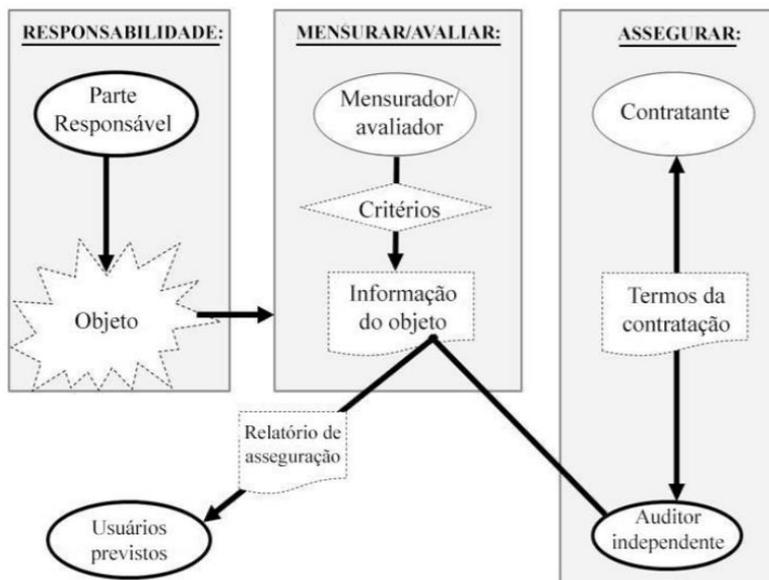 RESPONSABILIDADE:
Parte
Responsável
Objeto
MENSURAR/AVALIAR:
Mensurador/
avaliador
Critérios
Informação
do objeto
ASSEGURAR:
Contratante
Termos da
contratação
Auditor
independente
Relatório de
asseguração
Usuários
previstos